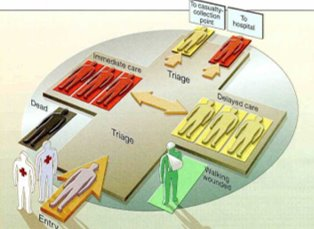 To casualty-
collection
point
To
hospital
Immediate care
Triage
Delayed care
Dead
Triage
Walking
wounded
Entry